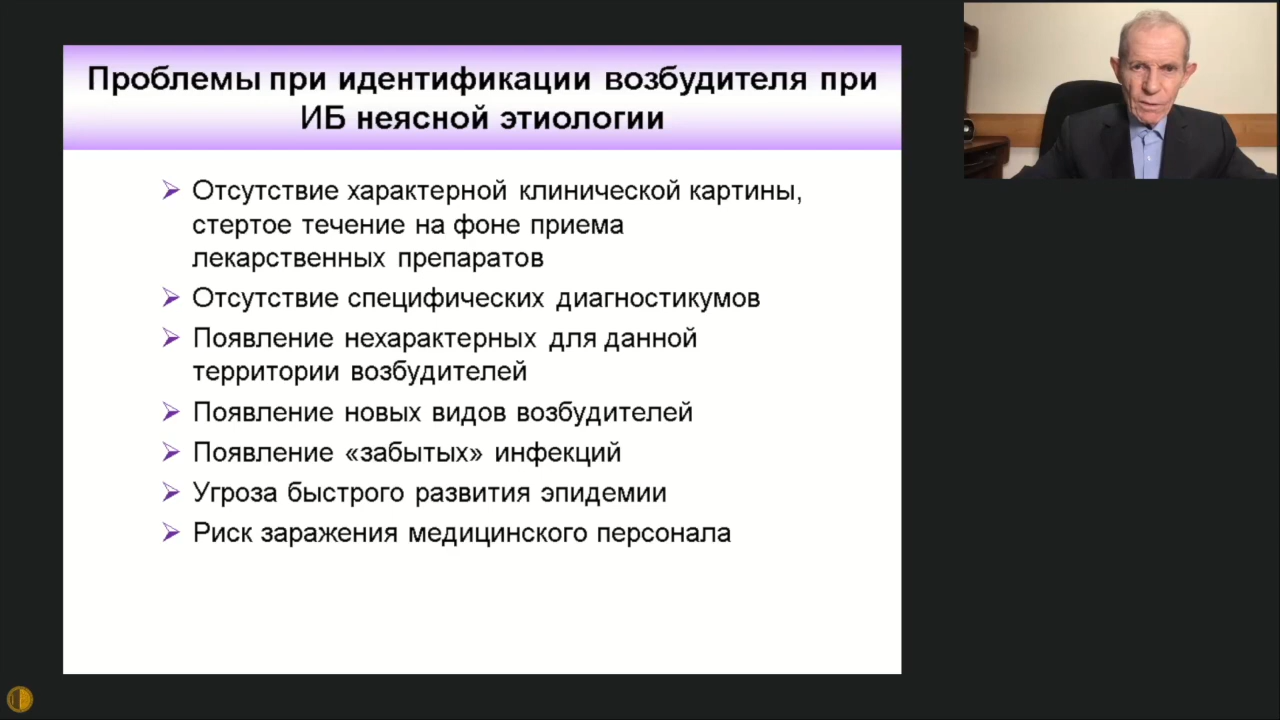 Проблемы при идентификации возбудителя при
ИБ неясной этиологии
Отсутствие характерной клинической картины,
стертое течение на фоне приема
лекарственных препаратов
Отсутствие специфических диагностикумов
Появление нехарактерных для данной
территории возбудителей
Появление новых видов возбудителей
Появление «забытых» инфекций
Угроза быстрого развития эпидемии
Риск заражения медицинского персонала